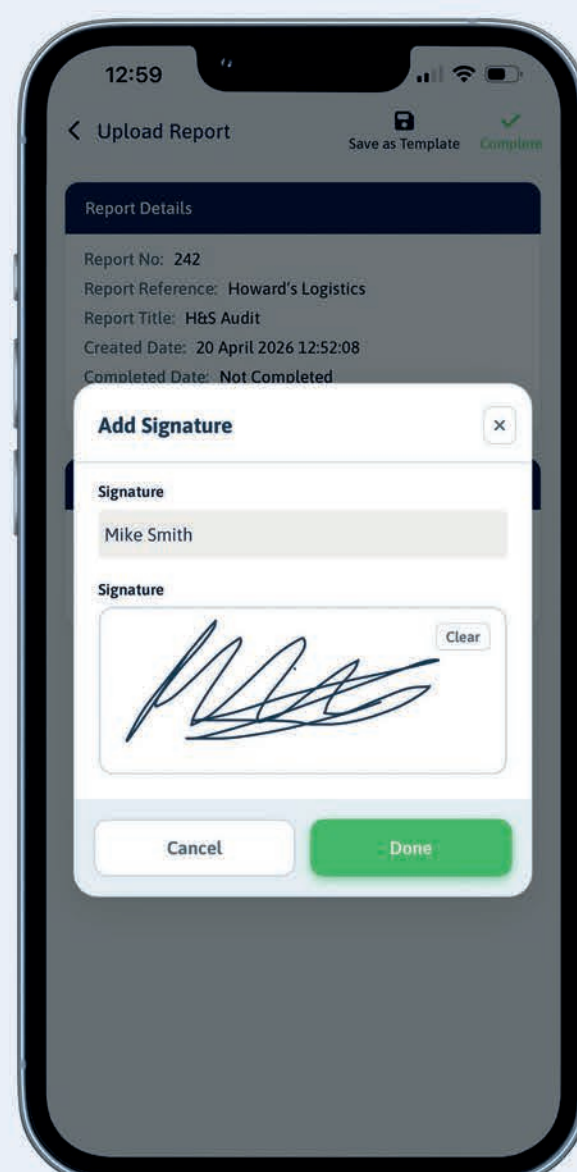 12:59
Upload Report
Save as Template
Complete
Report Details
Report No: 242
Report Reference: Howard's Logistics
Report Title: H&S Audit
Created Date: 20 April 2026 12:52:08
Completed Date: Not Completed
Add Signature
Signature
Mike Smith
Signature
Clear
Cancel
Done